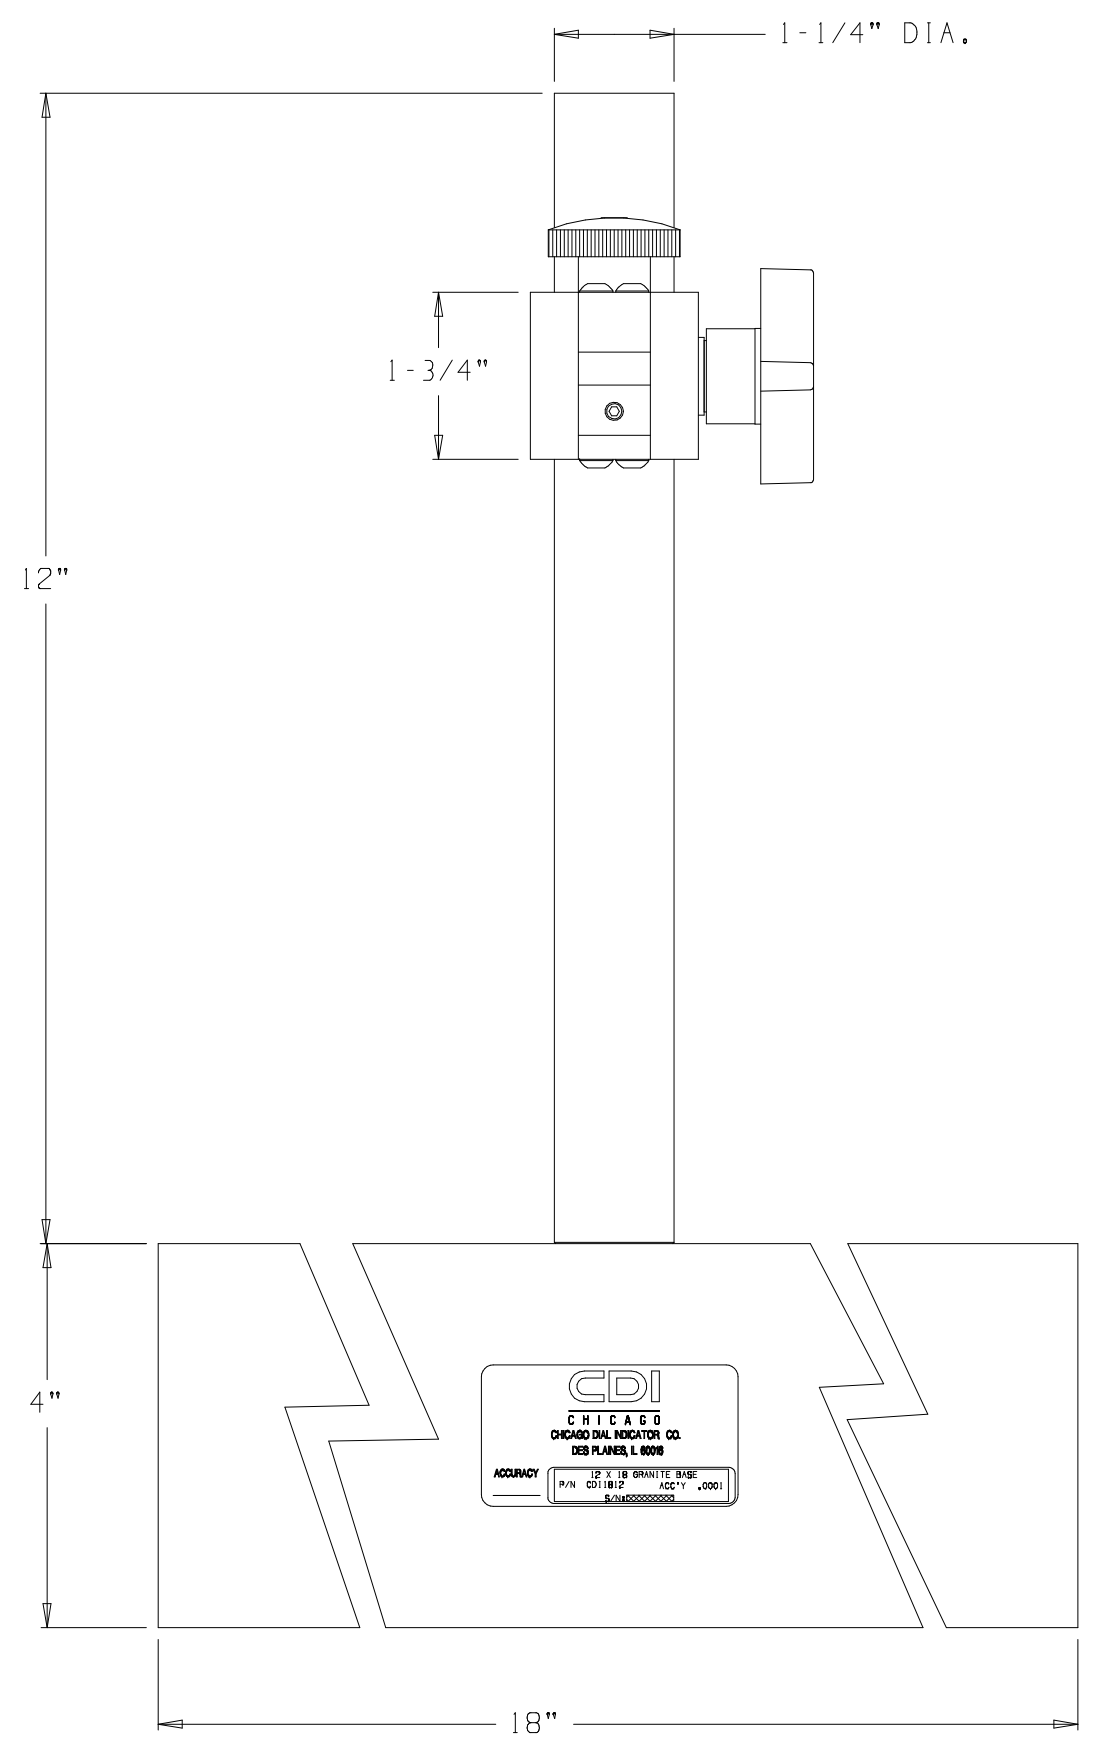 1-1/4" DIA.
1-3/4"
12"
4"
CDI
CHICAGO
CHICAGO DIAL INDICATOR CO.
DES PLAINES, IL 60016
ACCURACY
12 X 18 GRANITE BASE
P/N CDI1812 ACC'Y .0001
S/N:XXXXXXXXX
18"